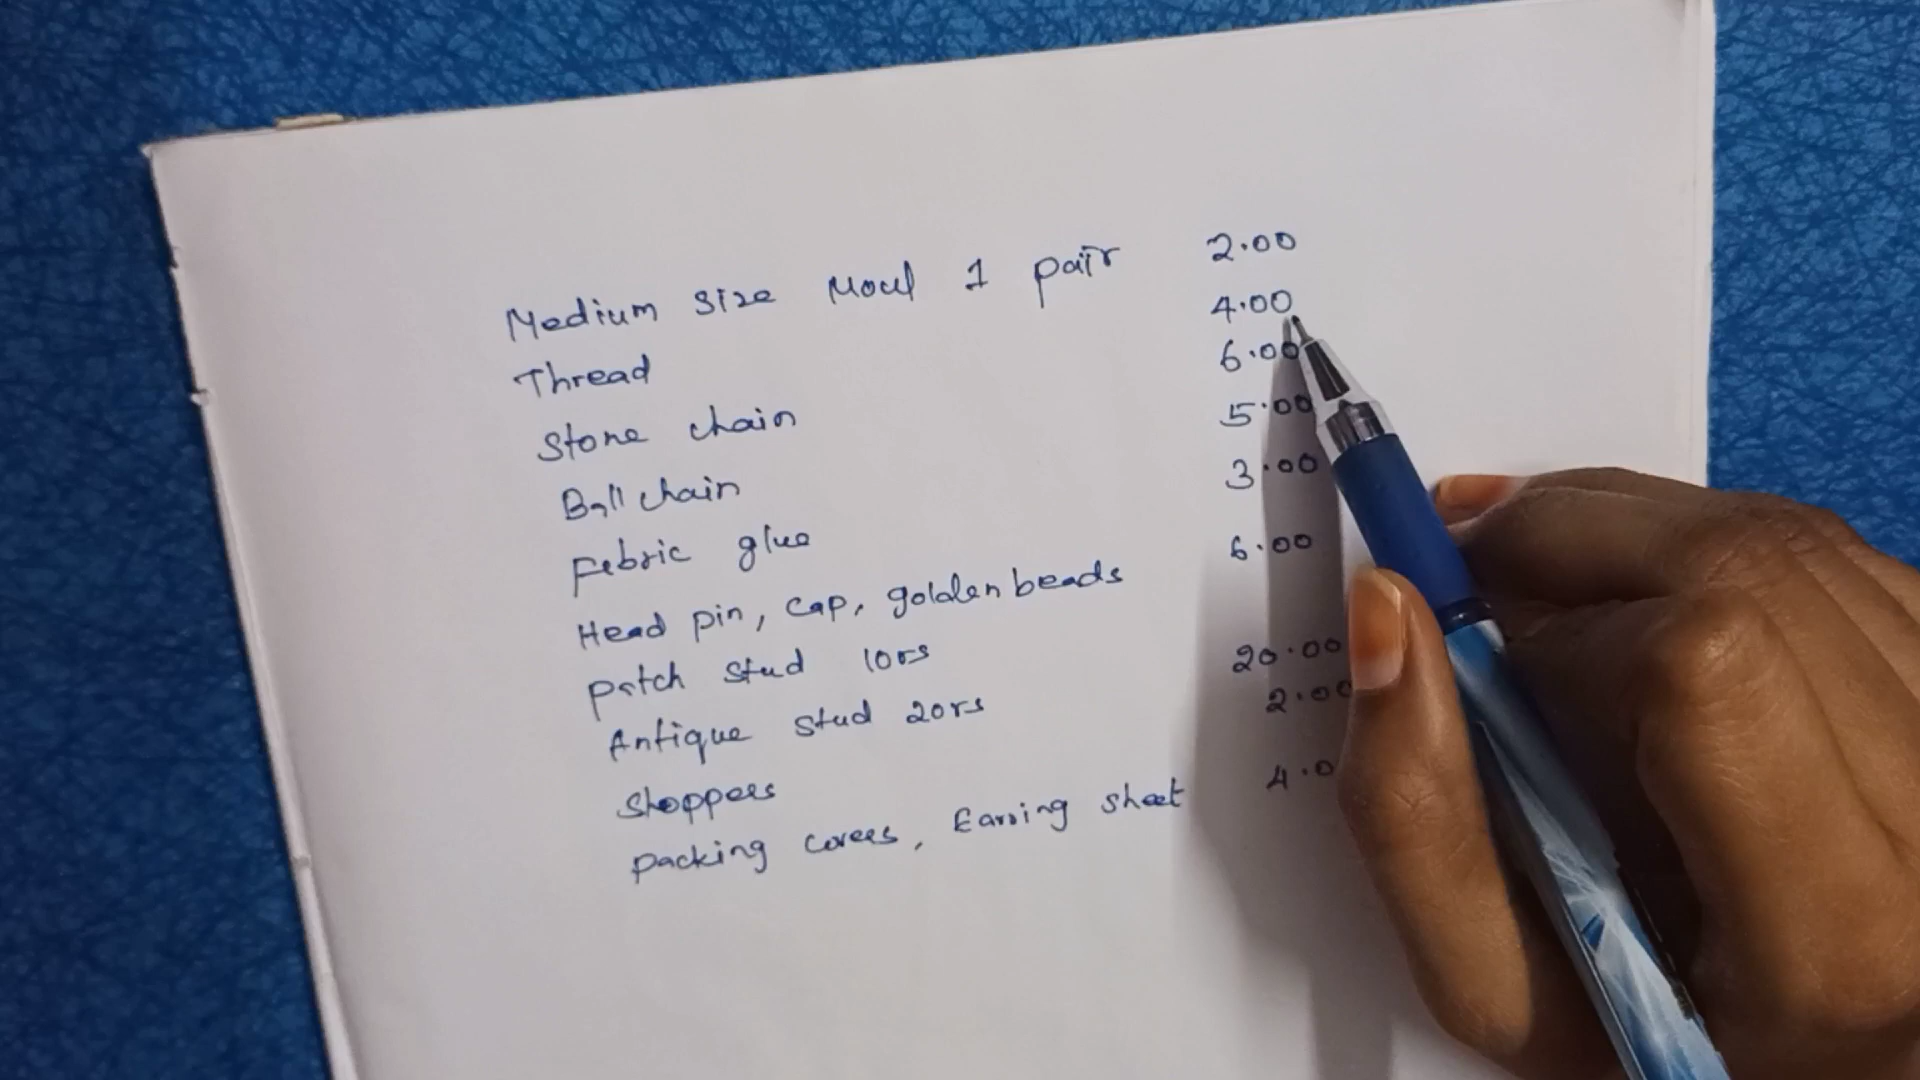 Medium size Moul 1 pair 2.00
Thread 4.00
Stone chain 6.00
Ball chain 5.00
Febric glue 3.00
Head pin, cap, golden beads 6.00
patch stud 10rs
Antique stud 20rs 20.00
Shoppers 2.00
packing covers, Earring sheet 4.0